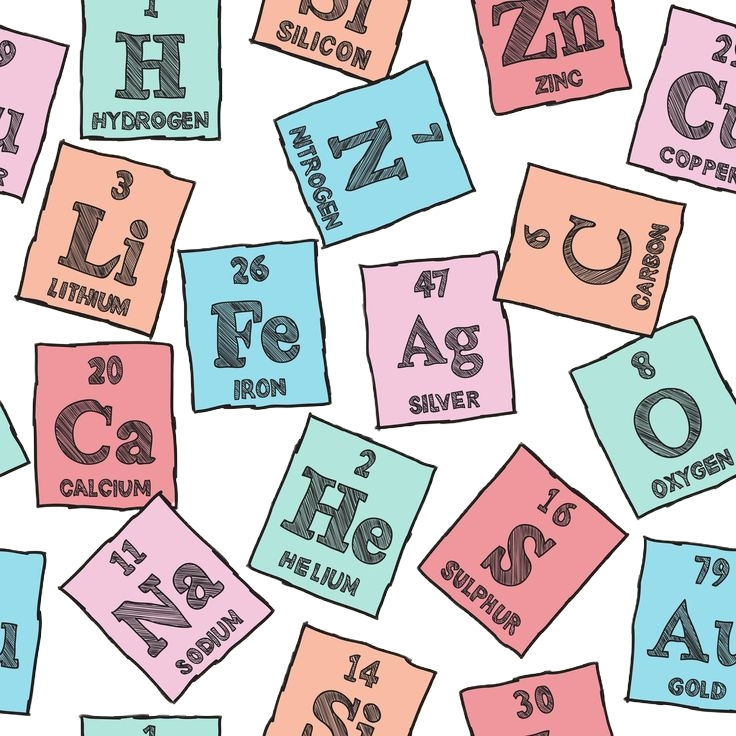 1
H
HYDROGEN
Si
SILICON
Zn
ZINC
29
Cu
COPPER
9
u
R
7
N
NITROGEN
3
Li
LITHIUM
6
C
CARBON
26
Fe
IRON
47
Ag
SILVER
8
O
OXYGEN
20
Ca
CALCIUM
2
He
HELIUM
16
S
SULPHUR
11
Na
SODIUM
79
Au
GOLD
u
14
Si
30
1